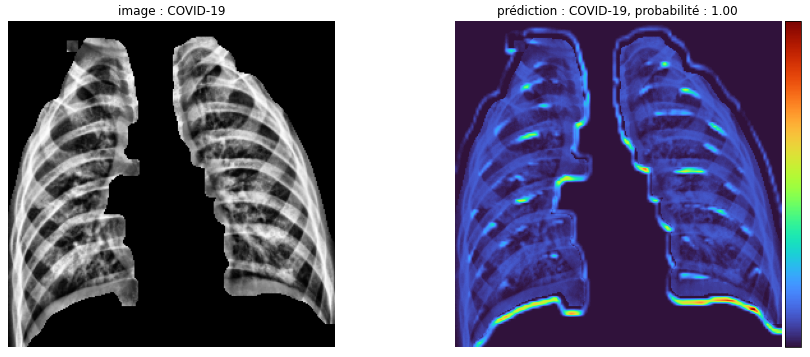 image : COVID-19
prédiction : COVID-19, probabilité : 1.00